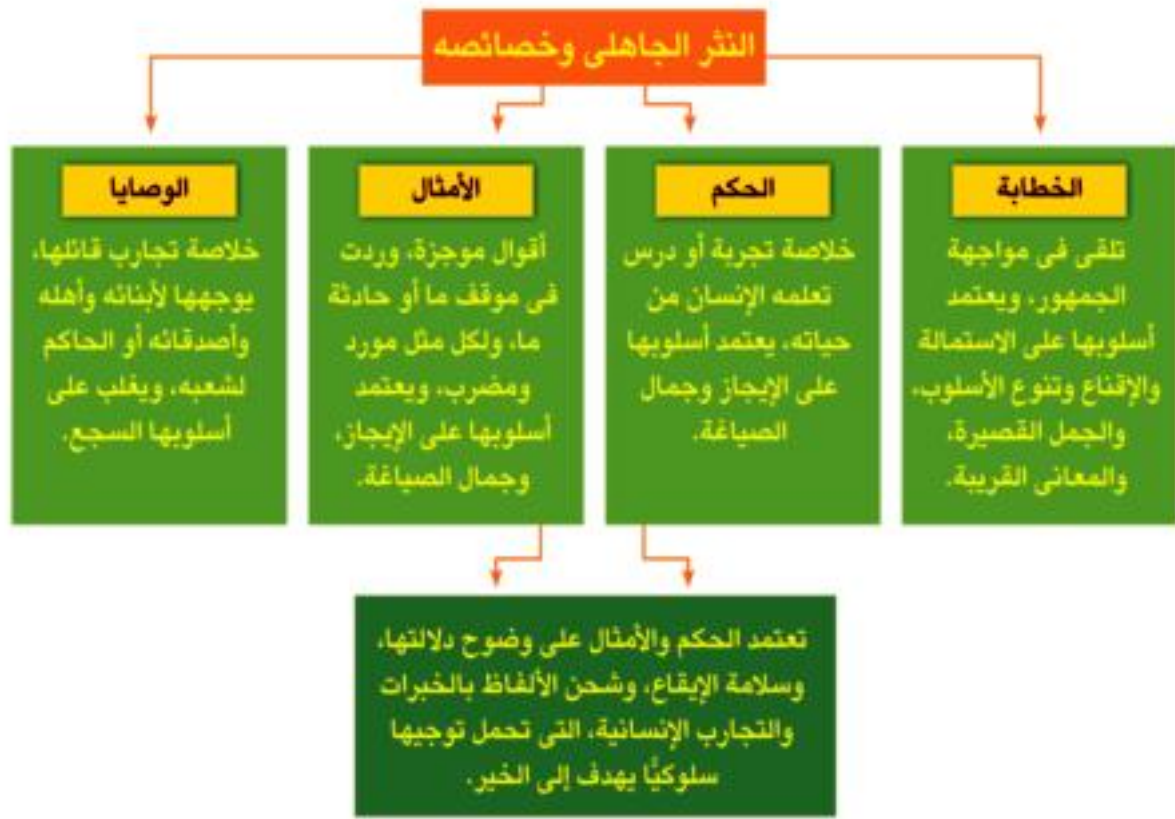 النثر الجاهلى وخصائصه
الخطابة
تلقى فى مواجهة
الجمهور، ويعتمد
أسلوبها على الاستمالة
والإقناع وتنوع الأسلوب،
والجمل القصيرة،
والمعانى القريبة.
الحكم
خلاصة تجربة أو درس
تعلمه الإنسان من
حياته، يعتمد أسلوبها
على الإيجاز وجمال
الصياغة.
الأمثال
أقوال موجزة، وردت
فى موقف ما أو حادثة
ما، ولكل مثل مورد
ومضرب، ويعتمد
أسلوبها على الإيجاز،
وجمال الصياغة.
الوصايا
خلاصة تجارب قائلها،
يوجهها لأبنائه وأهله
وأصدقائه أو الحاكم
لشعبه، ويغلب على
أسلوبها السجع.
تعتمد الحكم والأمثال على وضوح دلالتها،
وسلامة الإيقاع، وشحن الألفاظ بالخبرات
والتجارب الإنسانية، التى تحمل توجيها
سلوكيًّا يهدف إلى الخير.